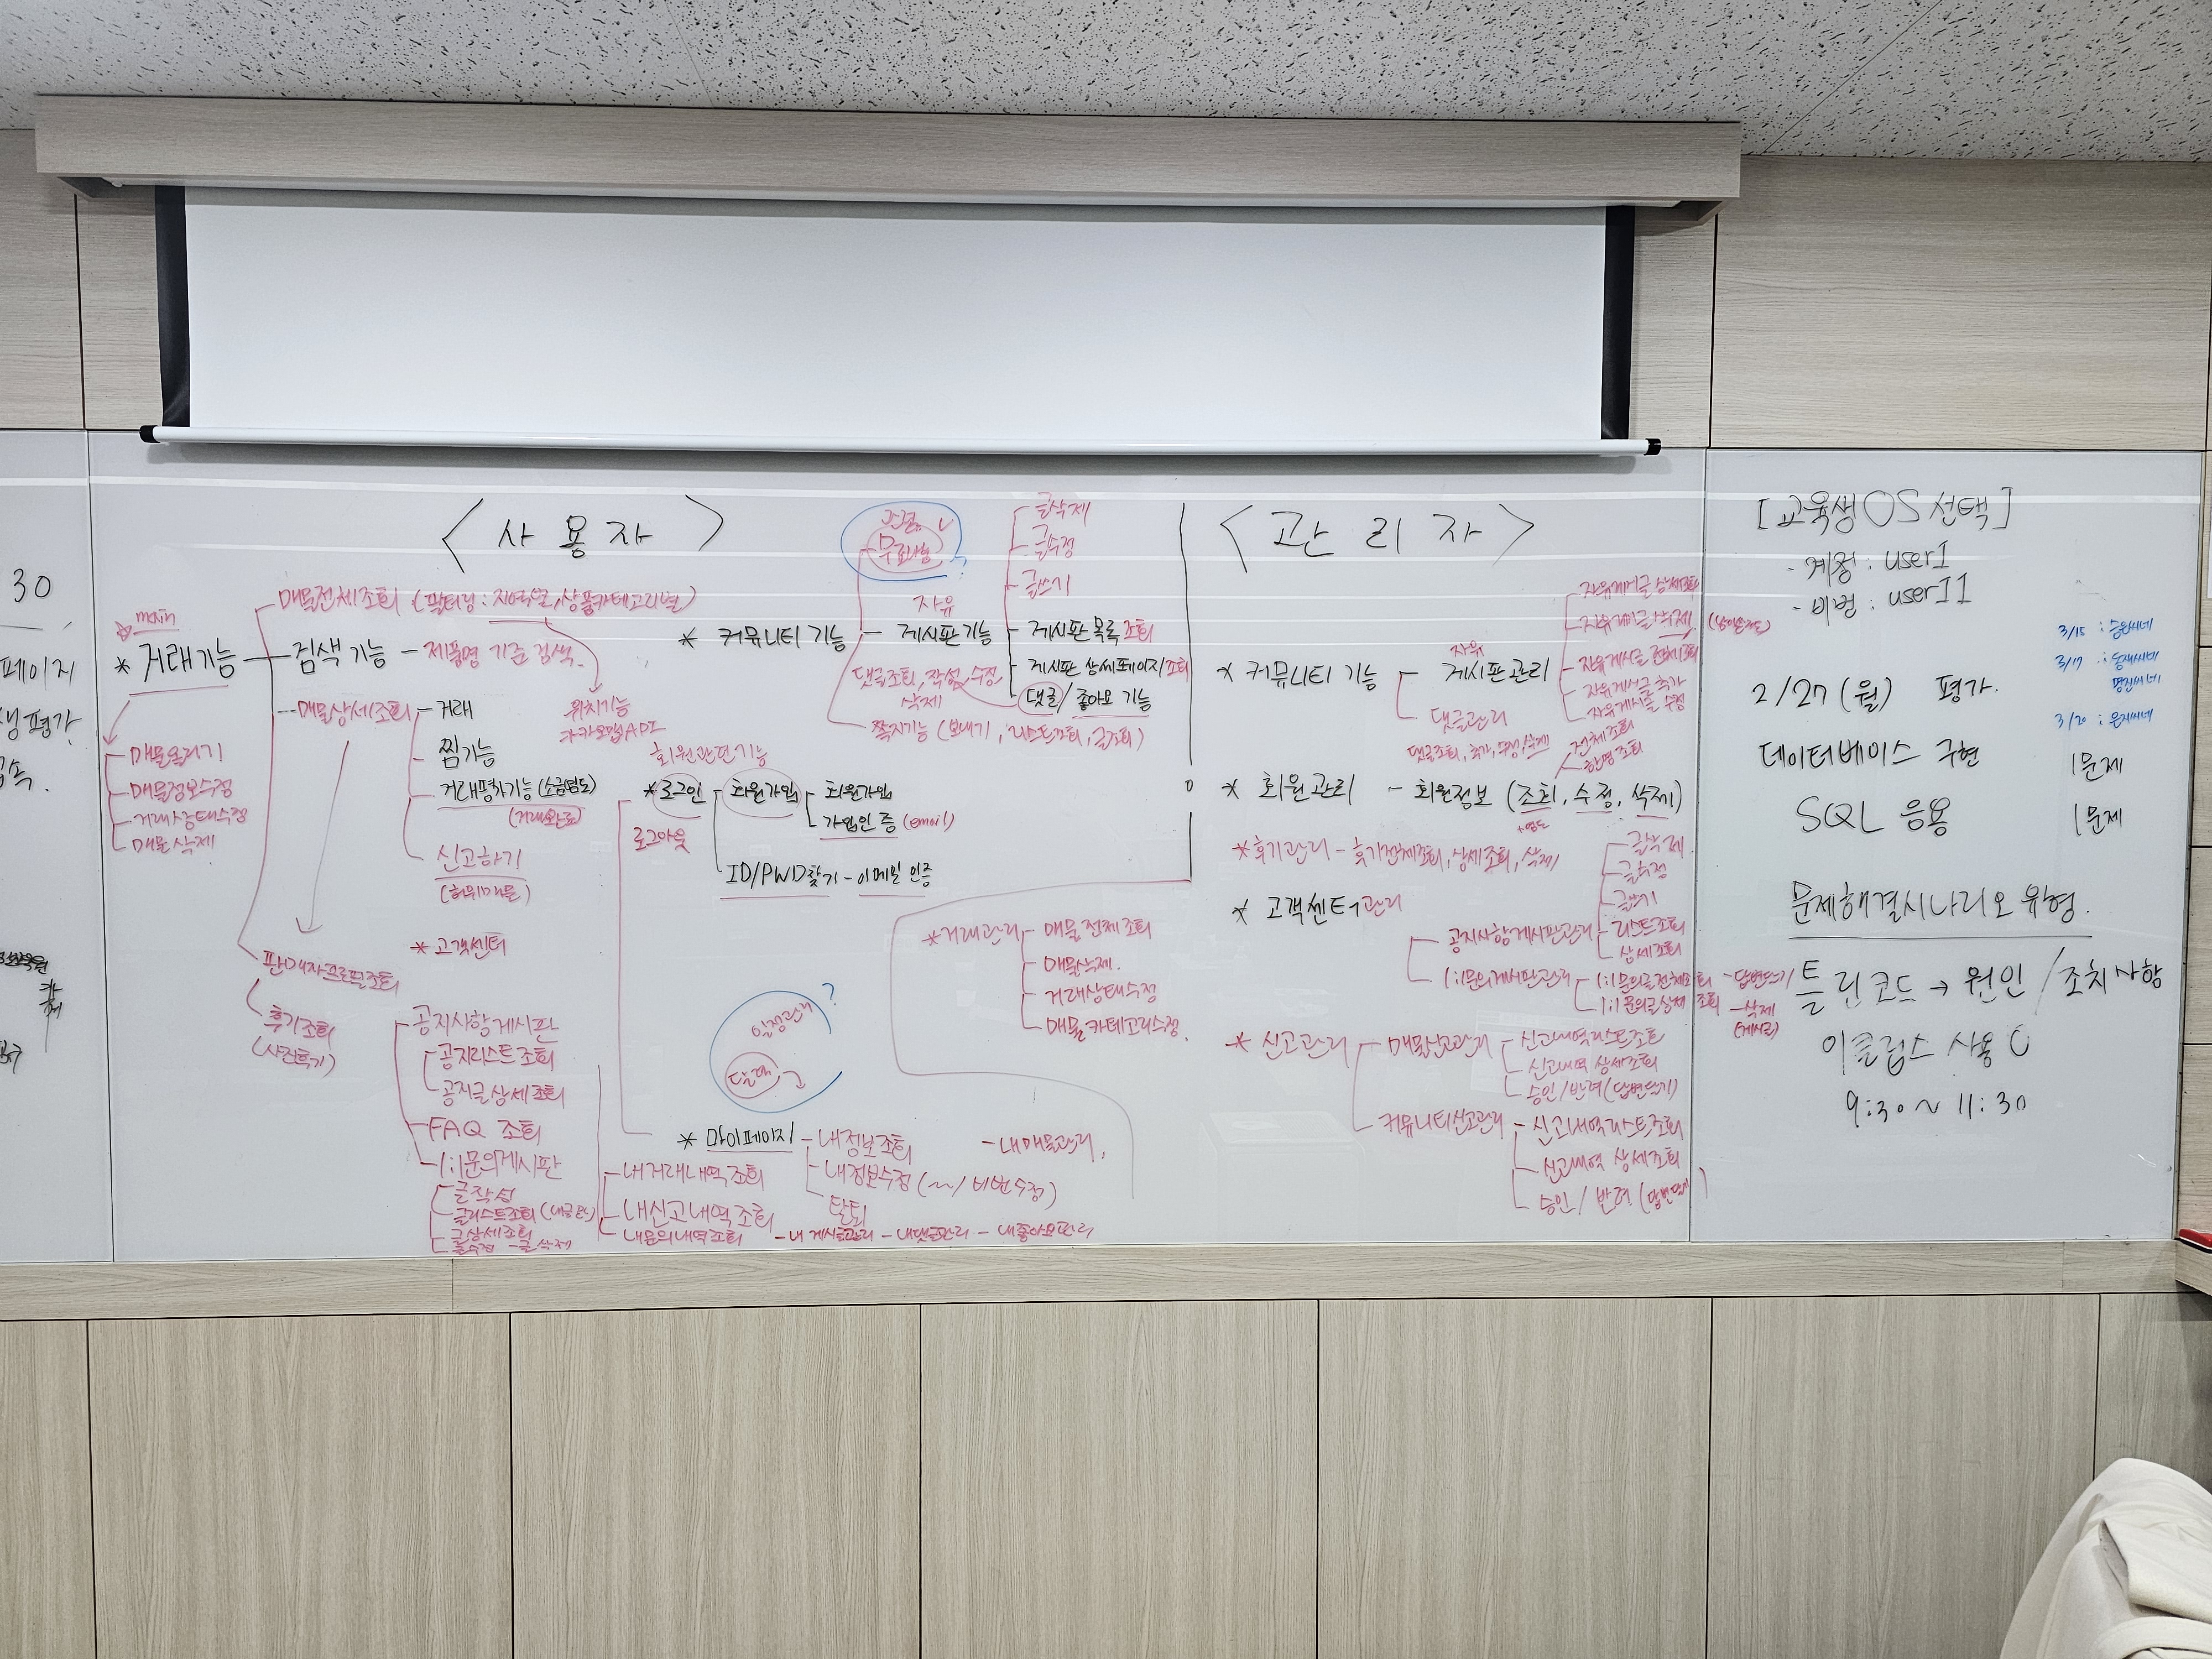 30
페이지
평가
속.
< 사 용 자 >
main
* 거래기능
매물올리기
매물정보수정
거래상태수정
매물삭제
매물전체조회 (필터링 : 지역별, 상품카테고리별)
검색 기능 - 제품명 기준 검색.
위치기능
카카오맵API
매물상세조회
거래
찜기능
거래평가기능 (소금염도)
(거래완료)
신고하기
(허위매물)
판매자프로필조회
후기조회
(사진후기)
* 고객센터
공지사항게시판
공지리스트조회
공지글상세조회
FAQ 조회
1:1문의게시판
글작성
글리스트조회
글상세조회
글수정 - 글삭제
무료나눔
?
* 커뮤니티 기능
자유
게시판 기능
글삭제
글수정
글쓰기
게시판 목록조회
게시판 상세페이지조회
댓글/좋아요 기능
댓글조회, 작성, 수정
삭제
쪽지기능 (보내기, 리스트조회, 글조회)
회원관련기능
* 로그인
로그아웃
회원가입
회원가입
가입인증 (email)
ID/PWD찾기 - 이메일 인증
일정관리 ?
달력
* 마이페이지
내정보조회
내정보수정 (~/비번수정)
탈퇴
- 내매물관리
내거래내역조회
내신고내역조회
내문의내역조회
- 내게시글관리 - 내댓글관리 - 내좋아요관리
< 관 리 자 >
* 커뮤니티 기능
자유
게시판관리
자유게시글 상세조회
자유게시글 삭제
자유게시글 전체조회
자유게시글 추가
자유게시글 수정
댓글관리
댓글조회, 추가, 수정, 삭제
전체조회
한명조회
* 회원관리 - 회원정보 (조회, 수정, 삭제)
+염도
* 후기관리 - 후기전체조회, 상세조회, 삭제
* 고객센터관리
공지사항게시판관리
글삭제
글수정
글쓰기
리스트조회
상세조회
1:1문의게시판관리
1:1문의글전체조회 - 답변달기
1:1문의글상세조회 - 삭제
* 거래관리
매물 전체조회
매물삭제.
거래상태수정
매물카테고리수정
* 신고관리
매물신고관리
신고내역리스트조회
신고내역 상세조회
승인/반려 (답변달기)
커뮤니티신고관리
신고내역리스트조회
신고내역 상세조회
승인/반려 (답변달기)
[교육생OS 선택]
- 계정 : user1
- 비번 : user11
3/15 : 승원씨네
3/17 : 동재씨네
명진씨네
3/20 : 윤지씨네
2/27 (월) 평가.
데이터베이스 구현 1문제
SQL 응용 1문제
문제해결시나리오 유형.
틀린코드 → 원인 / 조치사항
이클립스 사용
9:30 ~ 11:30